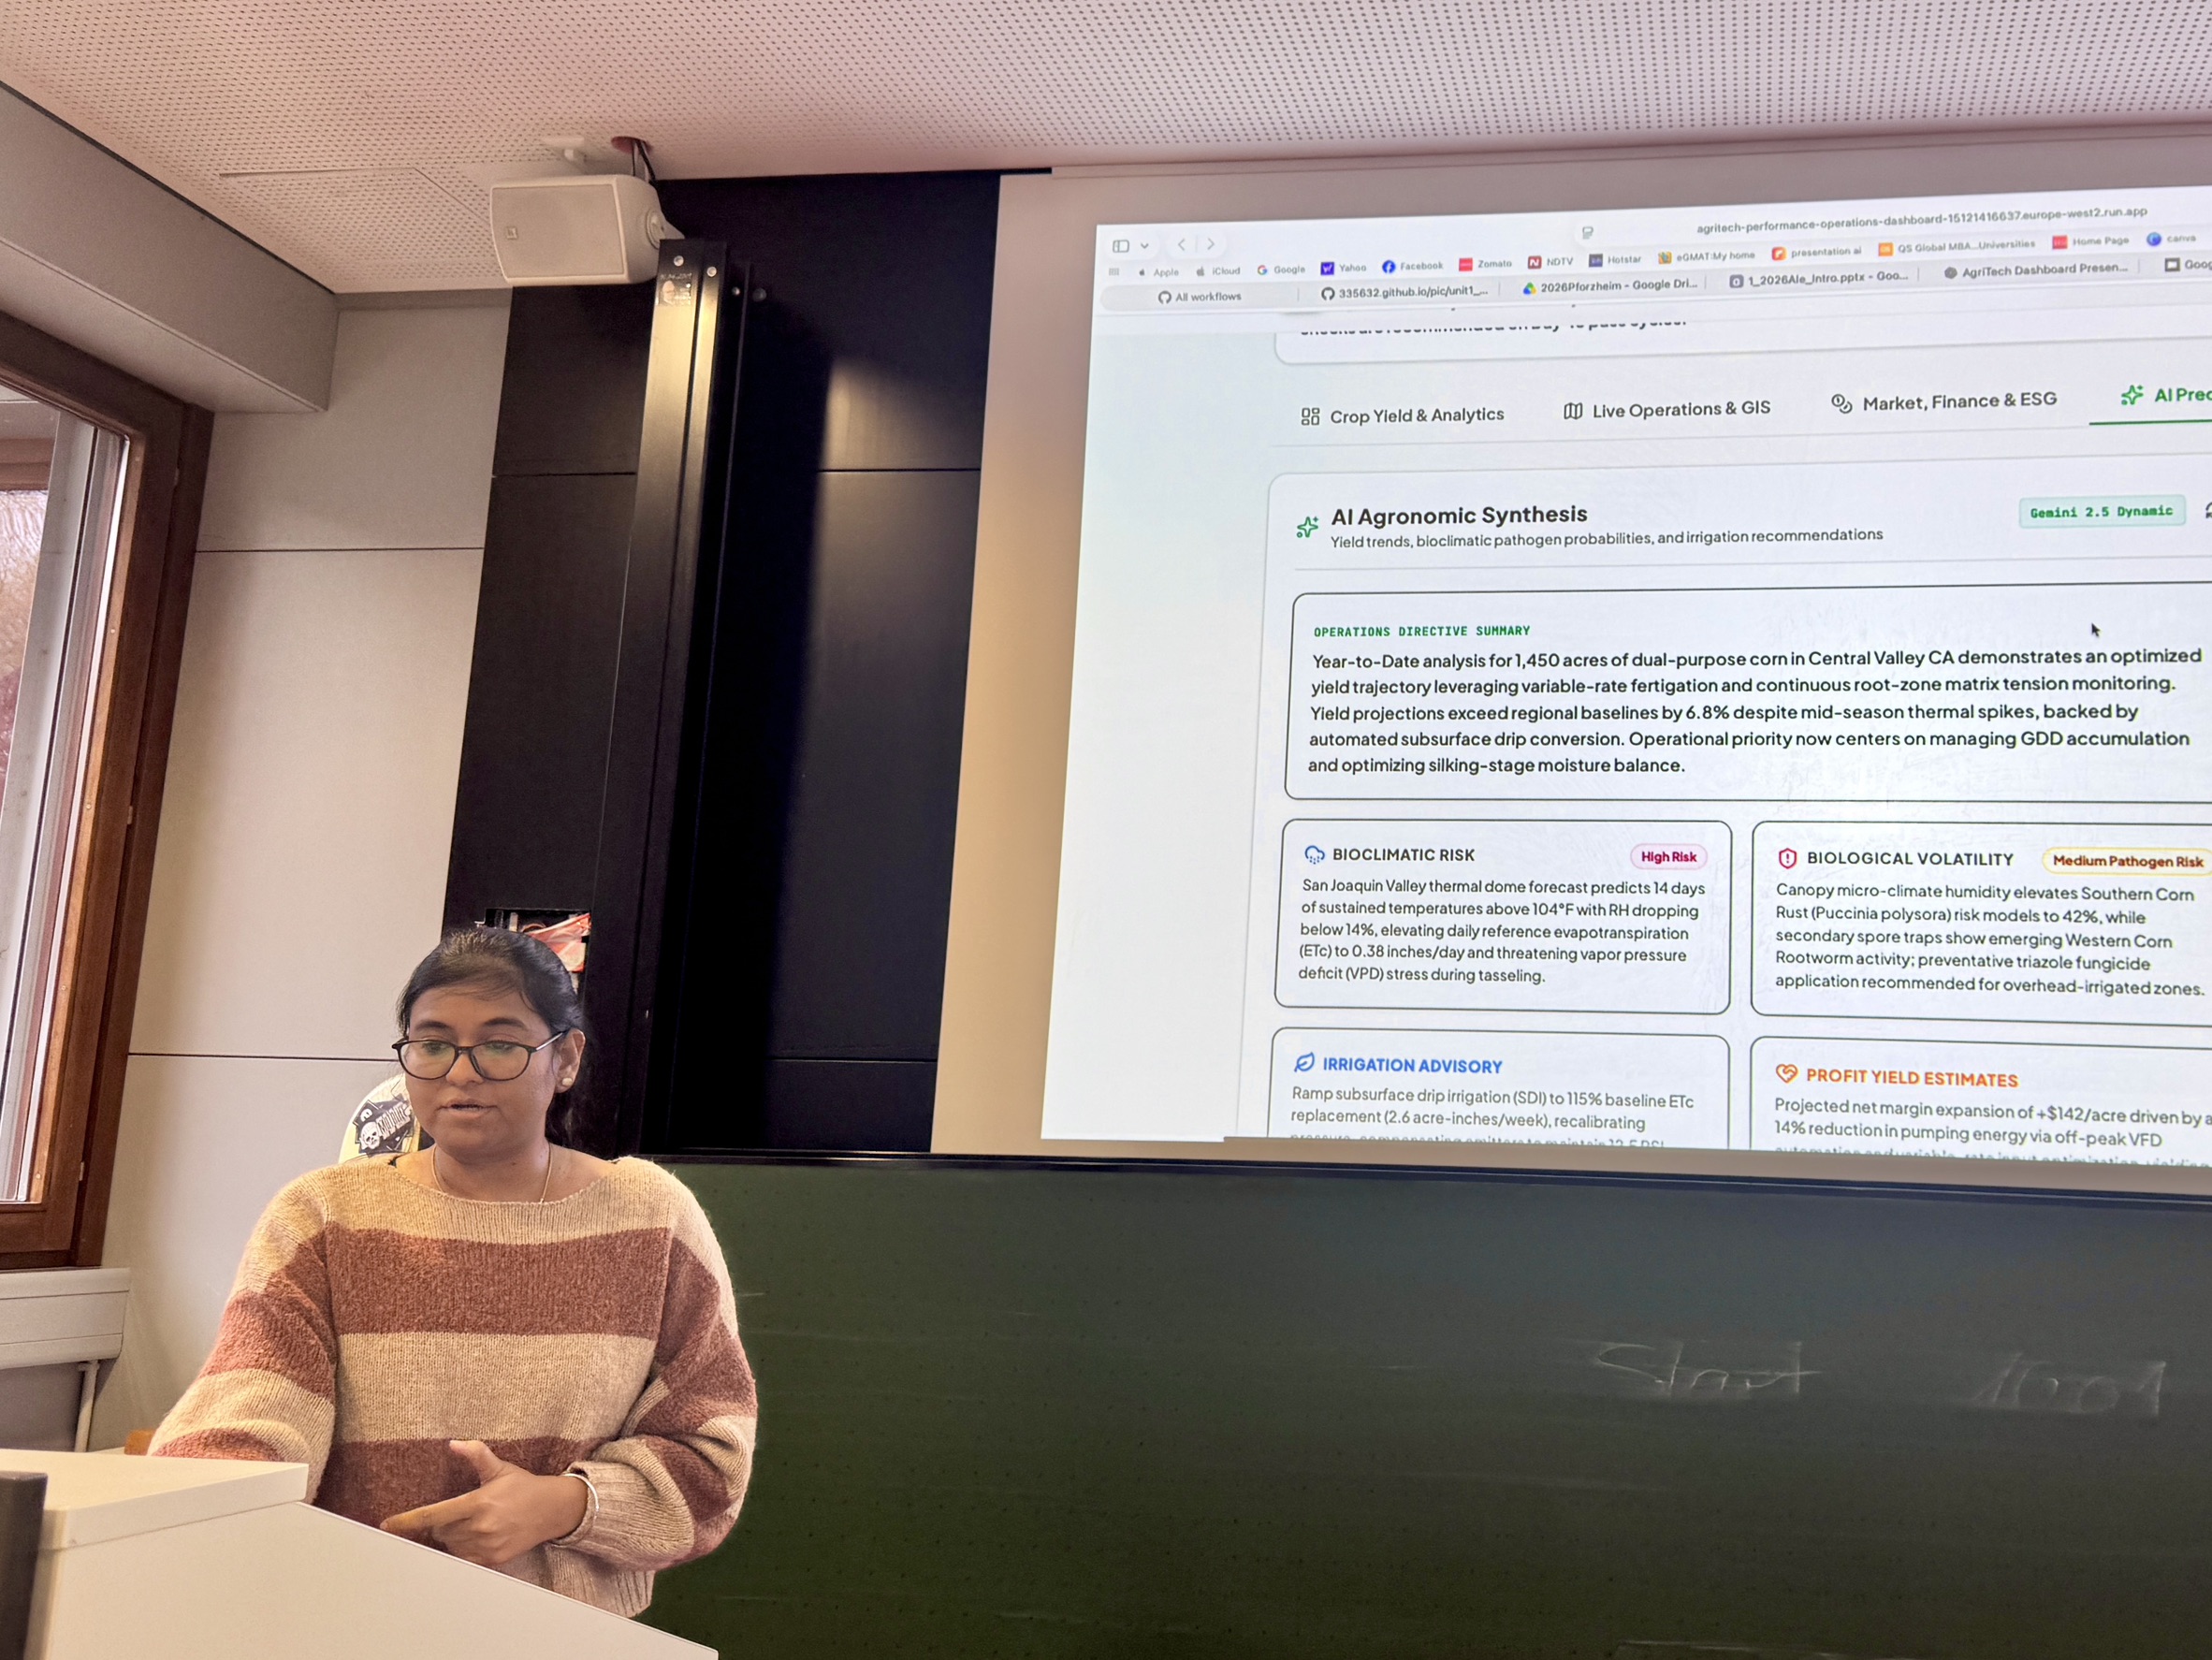 agritech-performance-operations-dashboard-15121416637.europe-west2.run.app
Apple iCloud Google Yahoo Facebook Zomato NDTV Hotstar eGMAT:My home presentation ai QS Global MBA...Universities Home Page canva
All workflows 335632.github.io/pic/unit1_... 2026Pforzheim - Google Dri... 1_2026Ale_Intro.pptx - Goo... AgriTech Dashboard Presen... Goog
Crop Yield & Analytics Live Operations & GIS Market, Finance & ESG AI Prec
AI Agronomic Synthesis
Gemini 2.5 Dynamic
Yield trends, bioclimatic pathogen probabilities, and irrigation recommendations
OPERATIONS DIRECTIVE SUMMARY
Year-to-Date analysis for 1,450 acres of dual-purpose corn in Central Valley CA demonstrates an optimized
yield trajectory leveraging variable-rate fertigation and continuous root-zone matrix tension monitoring.
Yield projections exceed regional baselines by 6.8% despite mid-season thermal spikes, backed by
automated subsurface drip conversion. Operational priority now centers on managing GDD accumulation
and optimizing silking-stage moisture balance.
BIOCLIMATIC RISK High Risk
San Joaquin Valley thermal dome forecast predicts 14 days
of sustained temperatures above 104°F with RH dropping
below 14%, elevating daily reference evapotranspiration
(ETc) to 0.38 inches/day and threatening vapor pressure
deficit (VPD) stress during tasseling.
BIOLOGICAL VOLATILITY Medium Pathogen Risk
Canopy micro-climate humidity elevates Southern Corn
Rust (Puccinia polysora) risk models to 42%, while
secondary spore traps show emerging Western Corn
Rootworm activity; preventative triazole fungicide
application recommended for overhead-irrigated zones.
IRRIGATION ADVISORY
Ramp subsurface drip irrigation (SDI) to 115% baseline ETc
replacement (2.6 acre-inches/week), recalibrating
PROFIT YIELD ESTIMATES
Projected net margin expansion of +$142/acre driven by a
14% reduction in pumping energy via off-peak VFD
Start